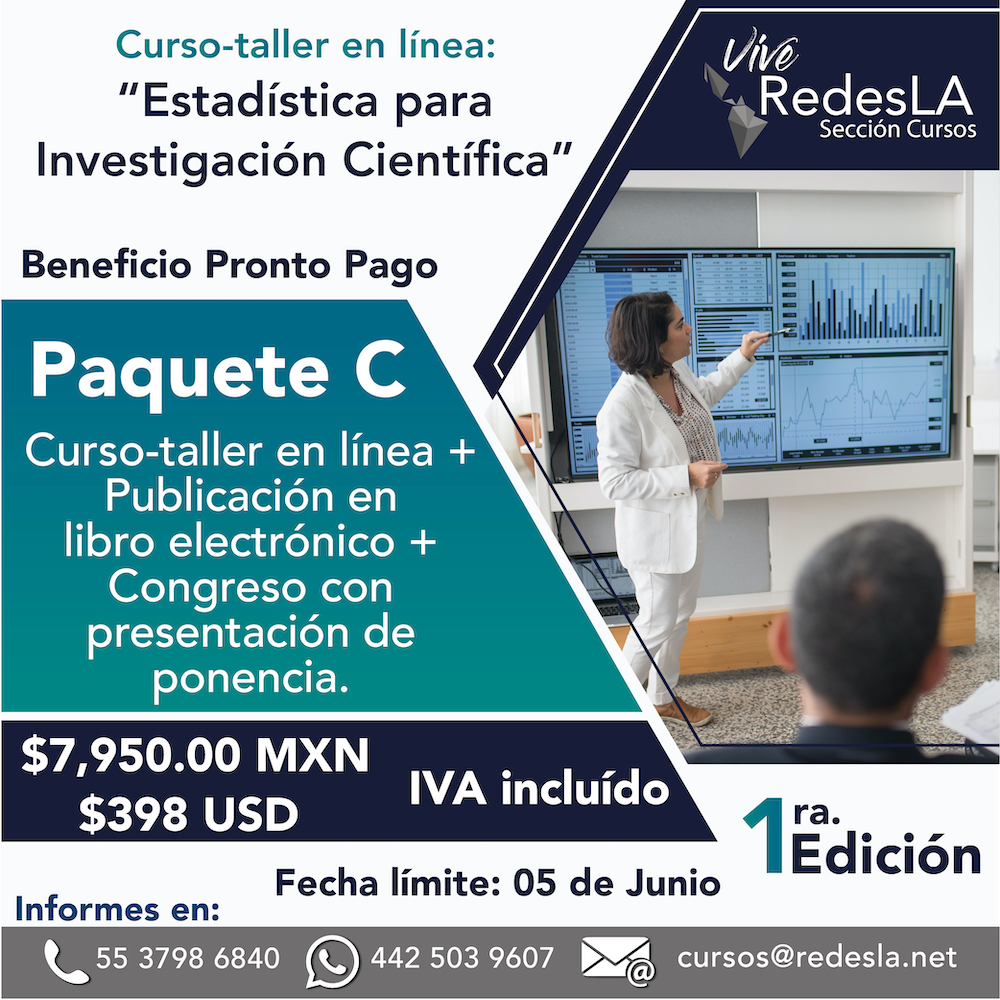 Curso-taller en línea:
“Estadística para
Investigación Científica”
Vive
RedesLA
Sección Cursos
Beneficio Pronto Pago
Paquete C
Curso-taller en línea +
Publicación en
libro electrónico +
Congreso con
presentación de
ponencia.
$7,950.00 MXN
$398 USD
IVA incluído
1ra.
Edición
Fecha límite: 05 de Junio
Informes en:
55 3798 6840
442 503 9607
@
cursos@redesla.net